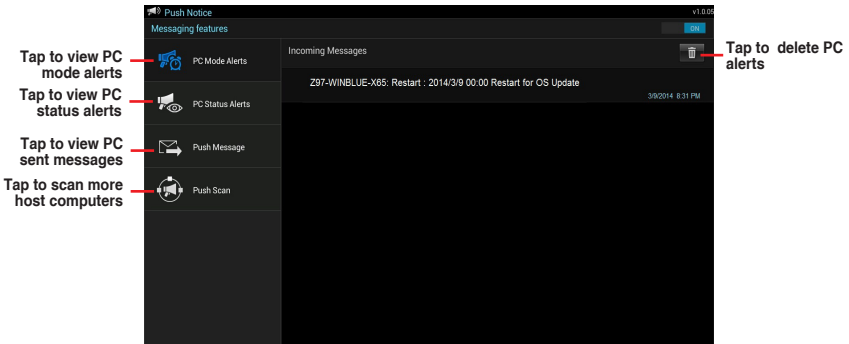 Push Notice
v1.0.05
Messaging features
ON
Tap to view PC
mode alerts
PC Mode Alerts
Incoming Messages
Tap to delete PC
alerts
Z97-WINBLUE-X65: Restart : 2014/3/9 00:00 Restart for OS Update
3/9/2014 8:31 PM
Tap to view PC
status alerts
PC Status Alerts
Tap to view PC
sent messages
Push Message
Tap to scan more
host computers
Push Scan